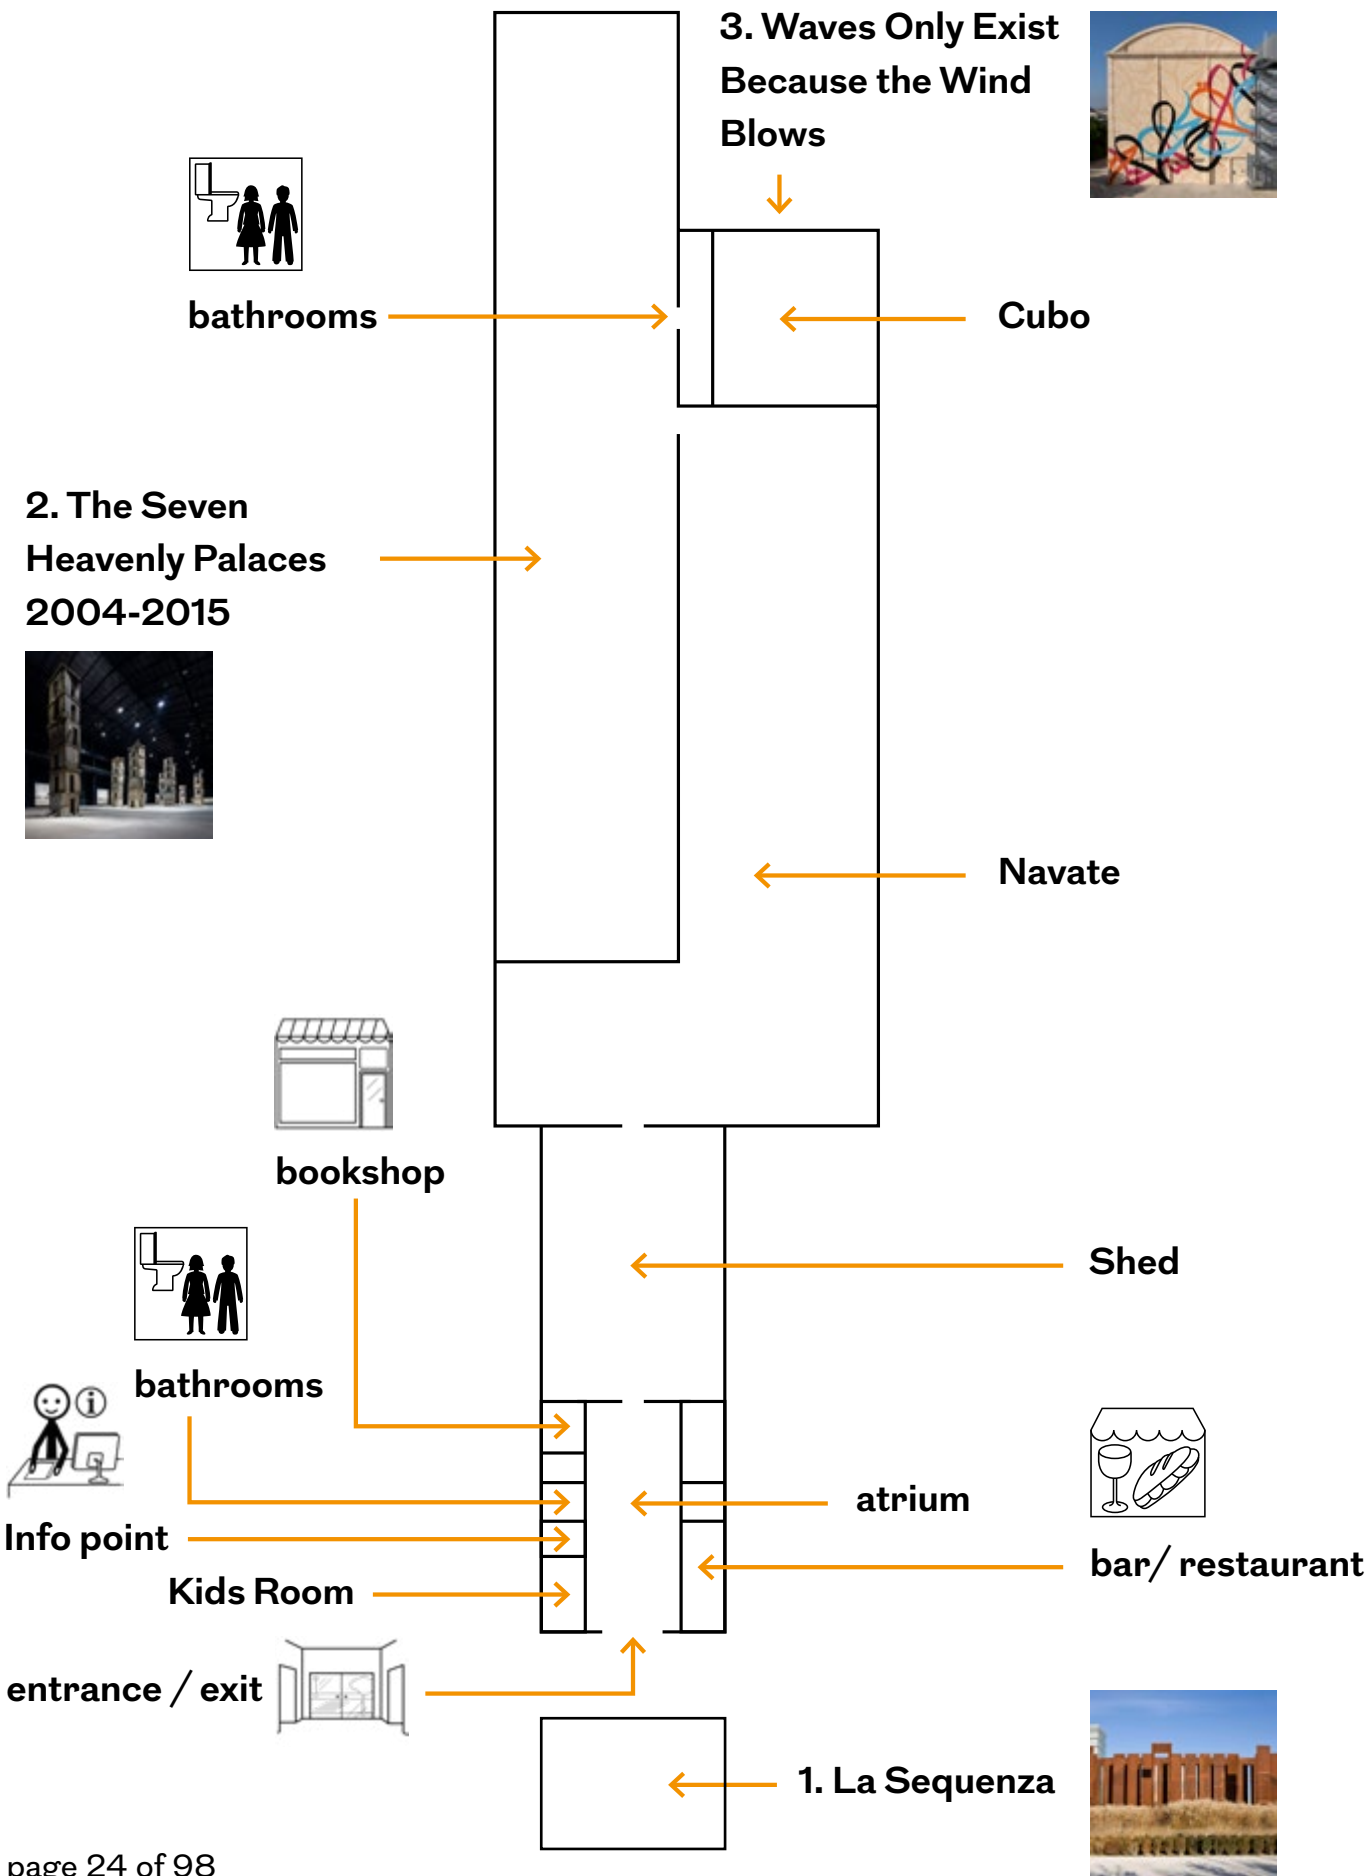 3. Waves Only Exist
Because the Wind
Blows
bathrooms
Cubo
2. The Seven
Heavenly Palaces
2004-2015
Navate
bookshop
Shed
bathrooms
atrium
Info point
bar/ restaurant
Kids Room
entrance / exit
1. La Sequenza
page 24 of 98